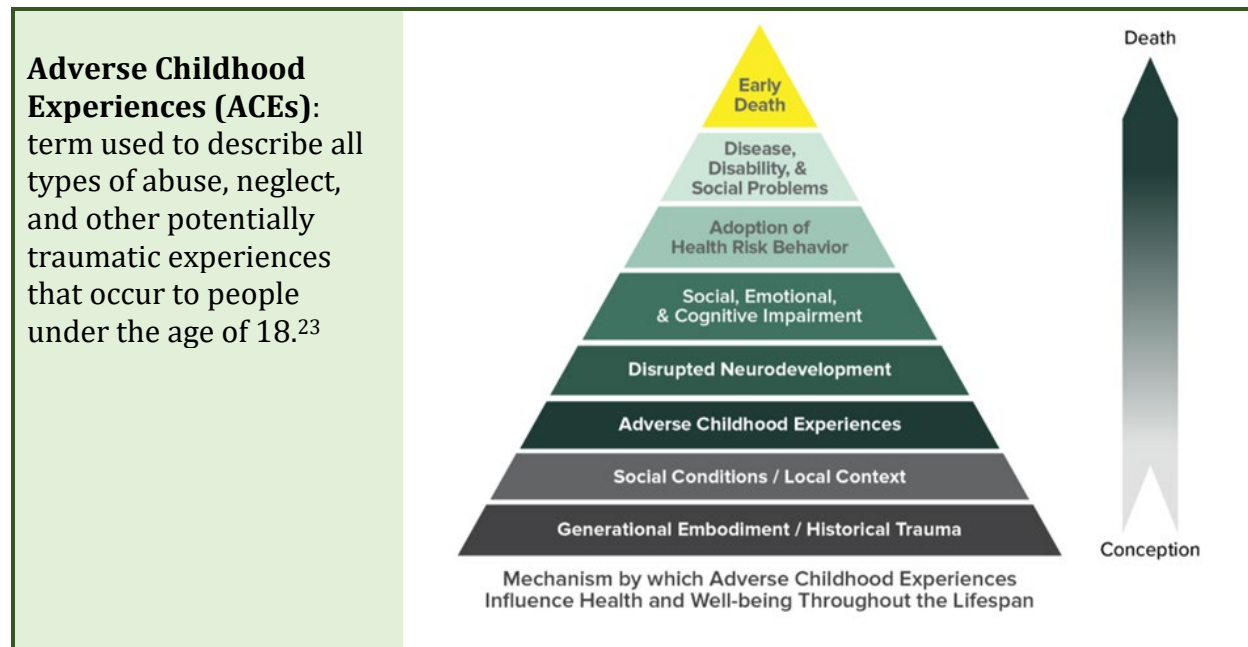 Adverse Childhood
Experiences (ACEs):
term used to describe all
types of abuse, neglect,
and other potentially
traumatic experiences
that occur to people
under the age of 18.23
Early
Death
Disease,
Disability, &
Social Problems
Adoption of
Health Risk Behavior
Social, Emotional,
& Cognitive Impairment
Disrupted Neurodevelopment
Adverse Childhood Experiences
Social Conditions / Local Context
Generational Embodiment / Historical Trauma
Mechanism by which Adverse Childhood Experiences
Influence Health and Well-being Throughout the Lifespan
Death
Conception